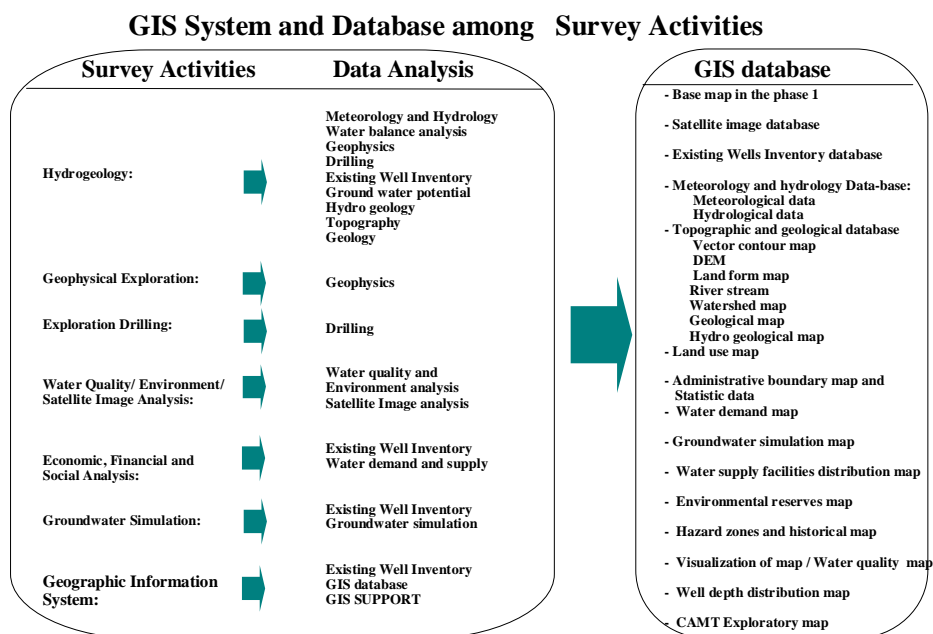 GIS System and Database among Survey Activities
Survey Activities
Data Analysis
Hydrogeology:
Meteorology and Hydrology
Water balance analysis
Geophysics
Drilling
Existing Well Inventory
Ground water potential
Hydro geology
Topography
Geology
Geophysical Exploration:
Geophysics
Exploration Drilling:
Drilling
Water Quality/ Environment/
Satellite Image Analysis:
Water quality and
Environment analysis
Satellite Image analysis
Economic, Financial and
Social Analysis:
Existing Well Inventory
Water demand and supply
Groundwater Simulation:
Existing Well Inventory
Groundwater simulation
Geographic Information
System:
Existing Well Inventory
GIS database
GIS SUPPORT
GIS database
- Base map in the phase 1
- Satellite image database
- Existing Wells Inventory database
- Meteorology and hydrology Data-base:
Meteorological data
Hydrological data
- Topographic and geological database
Vector contour map
DEM
Land form map
River stream
Watershed map
Geological map
Hydro geological map
- Land use map
- Administrative boundary map and
Statistic data
- Water demand map
- Groundwater simulation map
- Water supply facilities distribution map
- Environmental reserves map
- Hazard zones and historical map
- Visualization of map / Water quality map
- Well depth distribution map
- CAMT Exploratory map